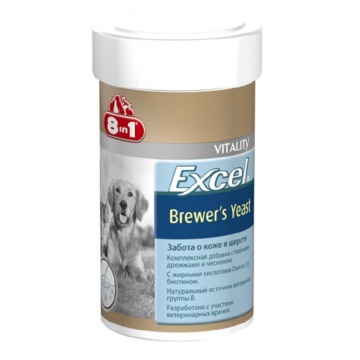 8in1
VITALITY
Excel
Brewer's Yeast
Забота о коже и шерсти
Комплексная добавка с пивными
дрожжами и чесноком.
С жирными кислотами Омега
биотином.
Натуральный источник витаминов
группы В.
Разработано с участием
ветеринарных врачей.